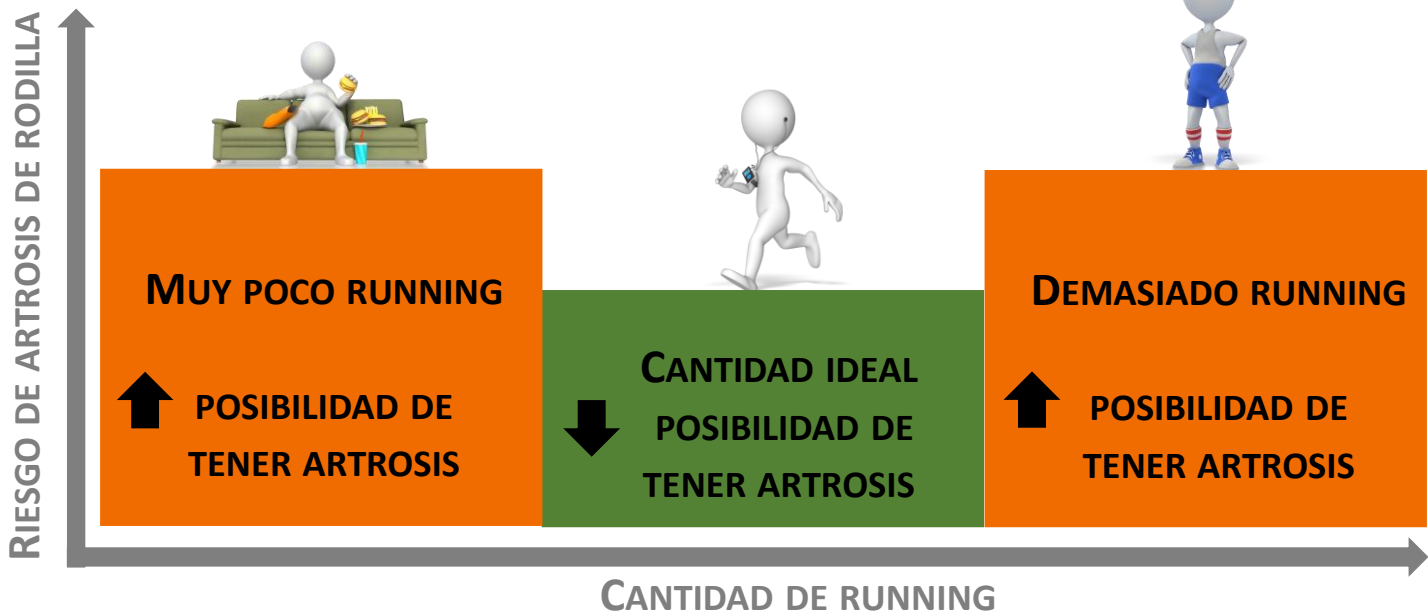 RIESGO DE ARTROSIS DE RODILLA
MUY POCO RUNNING
POSIBILIDAD DE
TENER ARTROSIS
CANTIDAD IDEAL
POSIBILIDAD DE
TENER ARTROSIS
DEMASIADO RUNNING
POSIBILIDAD DE
TENER ARTROSIS
CANTIDAD DE RUNNING